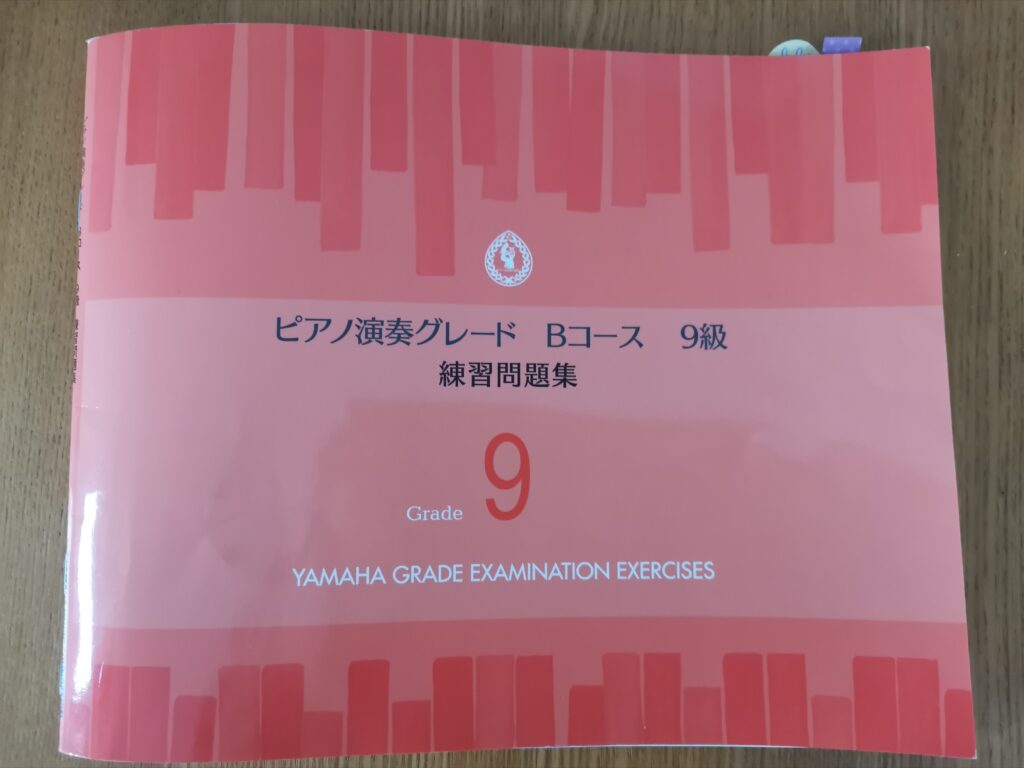 ピアノ演奏グレード Bコース 9級
練習問題集
Grade 9
YAMAHA GRADE EXAMINATION EXERCISES